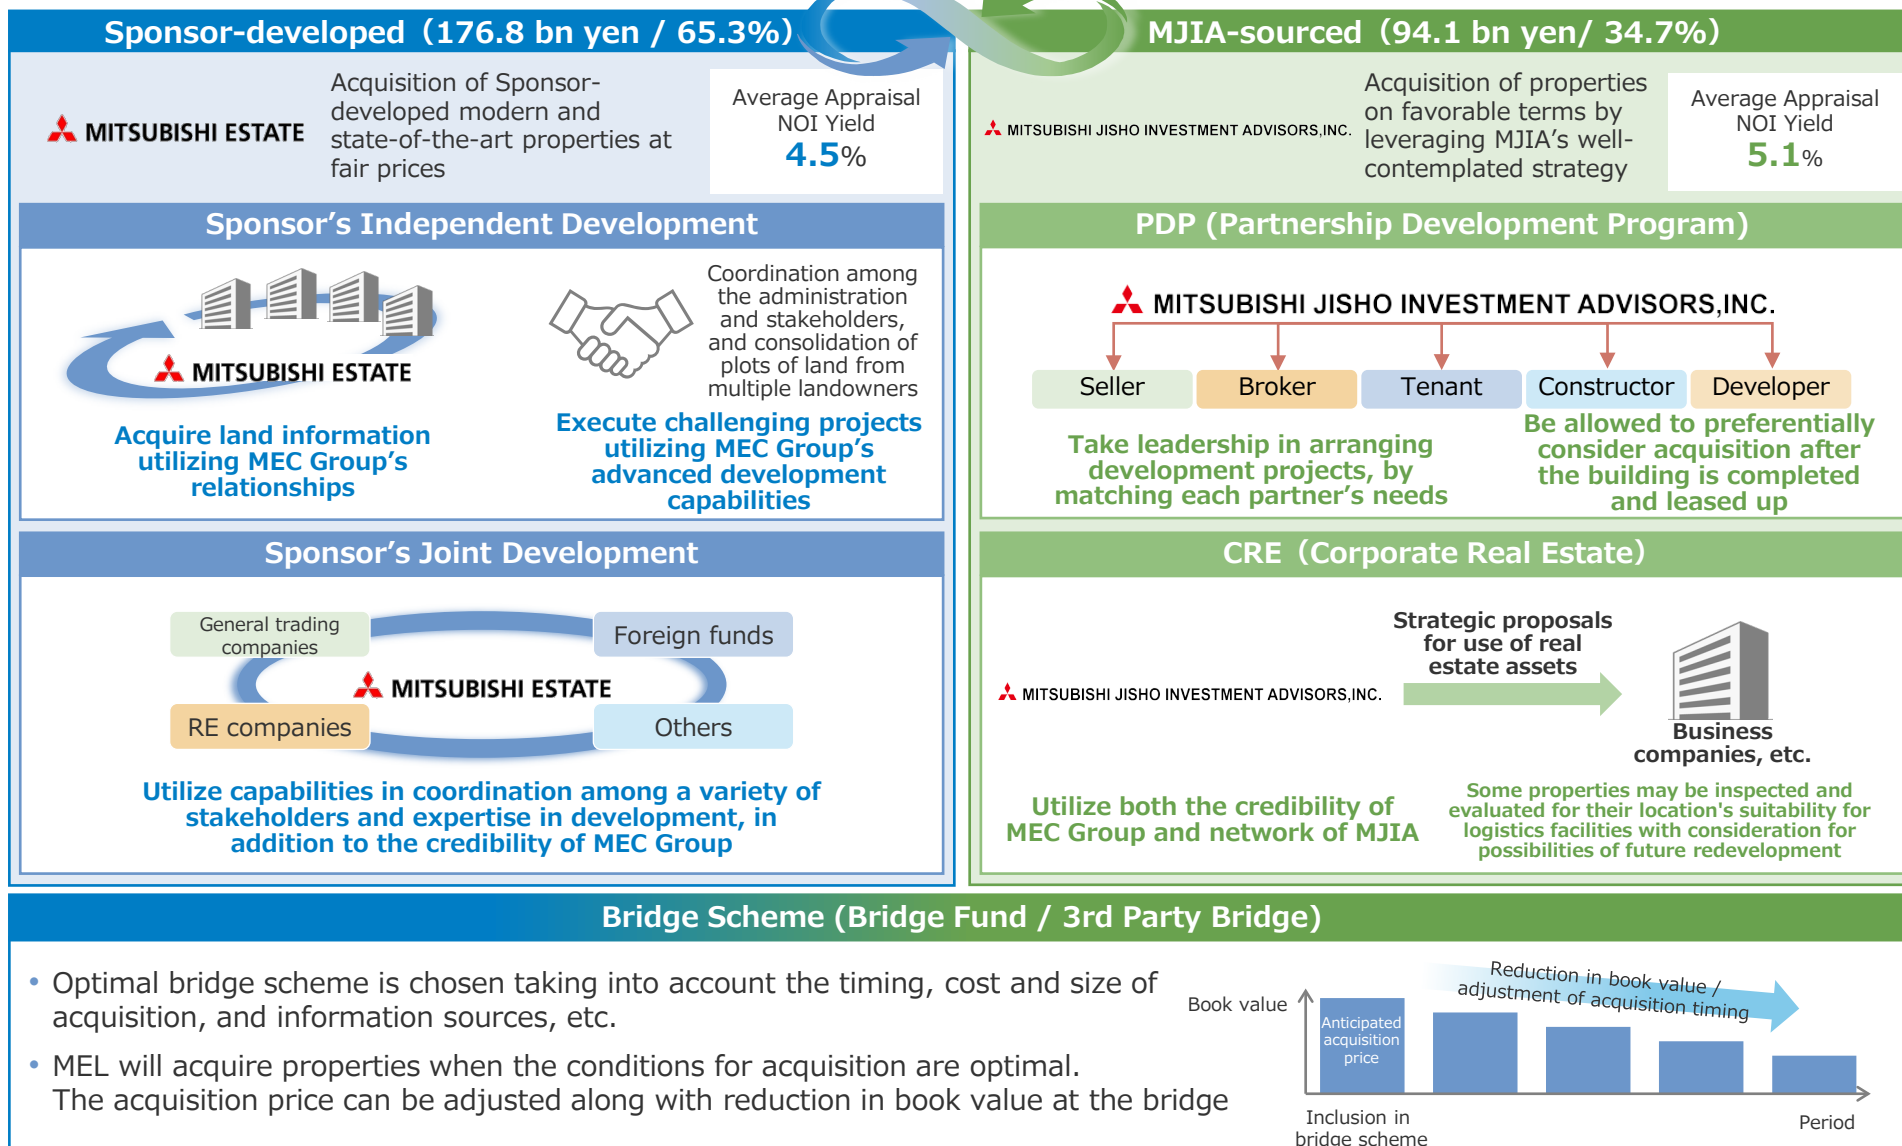 Sponsor-developed（176.8 bn yen / 65.3%）
MITSUBISHI ESTATE
Acquisition of Sponsor-
developed modern and
state-of-the-art properties at
fair prices
Average Appraisal
NOI Yield
4.5%
Sponsor's Independent Development
MITSUBISHI ESTATE
Acquire land information
utilizing MEC Group's
relationships
Coordination among
the administration
and stakeholders,
and consolidation of
plots of land from
multiple landowners
Execute challenging projects
utilizing MEC Group's
advanced development
capabilities
Sponsor's Joint Development
General trading
companies
Foreign funds
MITSUBISHI ESTATE
RE companies
Others
Utilize capabilities in coordination among a variety of
stakeholders and expertise in development, in
addition to the credibility of MEC Group
MJIA-sourced（94.1 bn yen/ 34.7%）
MITSUBISHI JISHO INVESTMENT ADVISORS,INC.
Acquisition of properties
on favorable terms by
leveraging MJIA's well-
contemplated strategy
Average Appraisal
NOI Yield
5.1%
PDP (Partnership Development Program)
MITSUBISHI JISHO INVESTMENT ADVISORS,INC.
Seller
Broker
Tenant
Constructor
Developer
Take leadership in arranging
development projects, by
matching each partner's needs
Be allowed to preferentially
consider acquisition after
the building is completed
and leased up
CRE（Corporate Real Estate）
MITSUBISHI JISHO INVESTMENT ADVISORS,INC.
Strategic proposals
for use of real
estate assets
Business
companies, etc.
Utilize both the credibility of
MEC Group and network of MJIA
Some properties may be inspected and
evaluated for their location's suitability for
logistics facilities with consideration for
possibilities of future redevelopment
Bridge Scheme (Bridge Fund / 3rd Party Bridge)
• Optimal bridge scheme is chosen taking into account the timing, cost and size of
acquisition, and information sources, etc.
• MEL will acquire properties when the conditions for acquisition are optimal.
The acquisition price can be adjusted along with reduction in book value at the bridge
Book value
Reduction in book value /
adjustment of acquisition timing
Anticipated
acquisition
price
Inclusion in
bridge scheme
Period